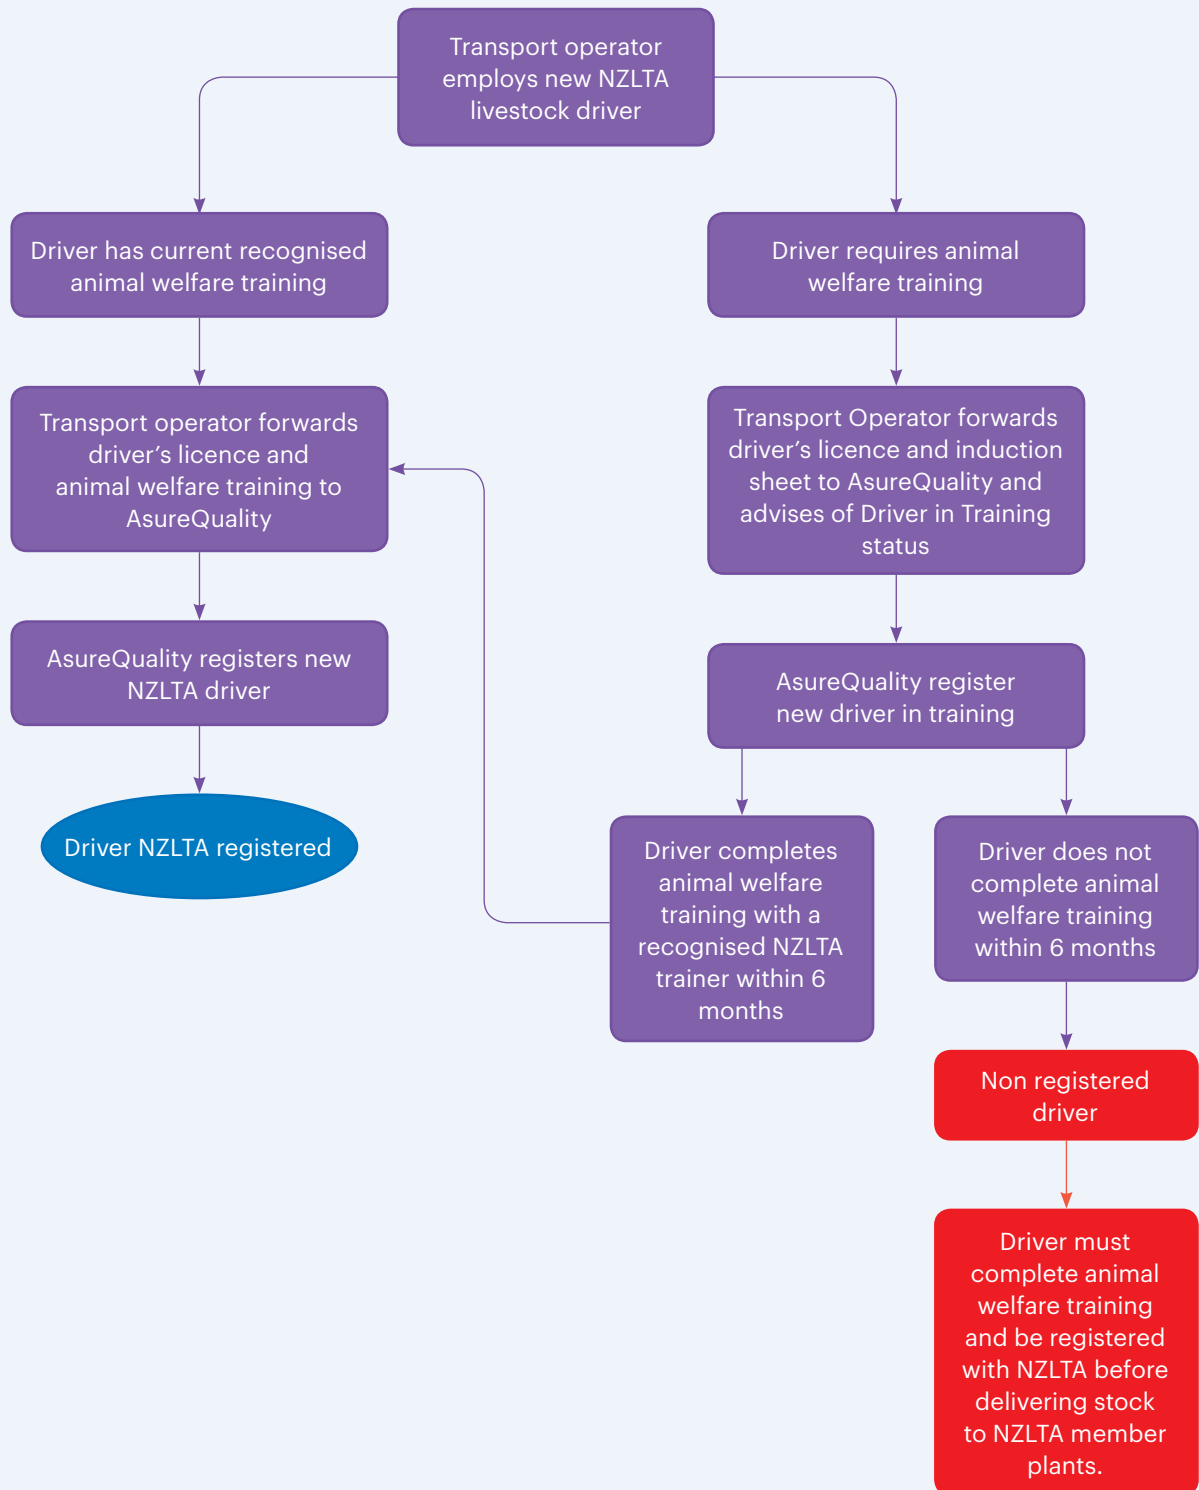 Transport operator
employs new NZLTA
livestock driver
Driver has current recognised
animal welfare training
Driver requires animal
welfare training
Transport operator forwards
driver’s licence and
animal welfare training to
AsureQuality
Transport Operator forwards
driver’s licence and induction
sheet to AsureQuality and
advises of Driver in Training
status
AsureQuality registers new
NZLTA driver
AsureQuality register
new driver in training
Driver NZLTA registered
Driver completes
animal welfare
training with a
recognised NZLTA
trainer within 6
months
Driver does not
complete animal
welfare training
within 6 months
Non registered
driver
Driver must
complete animal
welfare training
and be registered
with NZLTA before
delivering stock
to NZLTA member
plants.